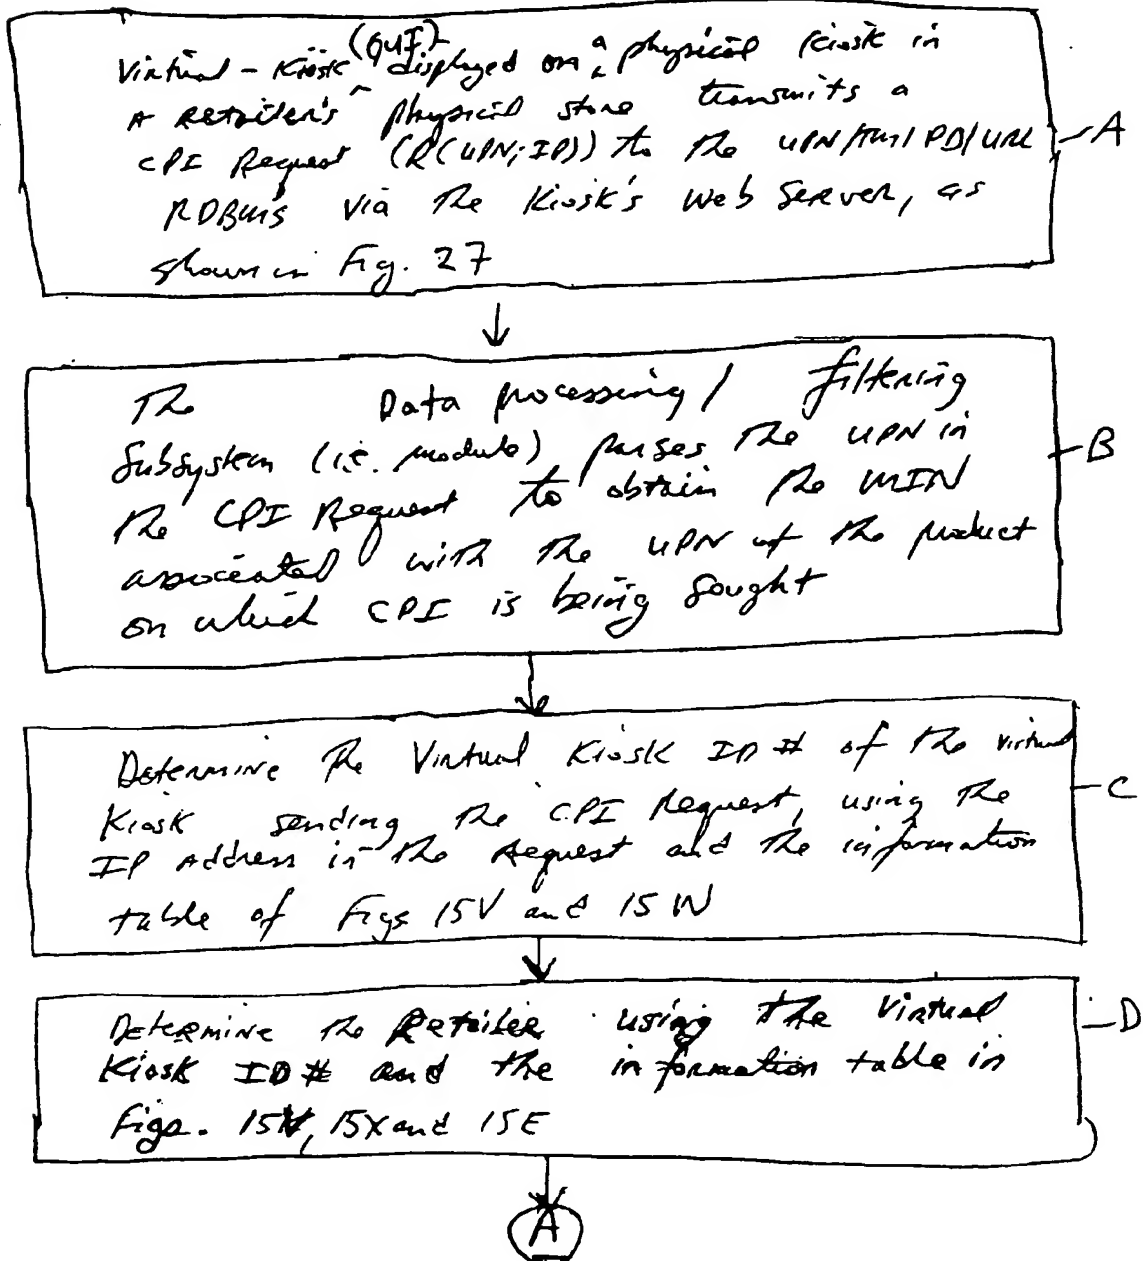 (GUI)
Virtual-Kiosk ^ displayed on ^a physical Kiosk in
A Retailer's physical store transmits a
CPI Request (R(UPN; IP)) to the UPN/TM/PD/URL
RDBMS via the Kiosk's Web Server, as
shown in Fig. 27
A
The Data processing/ filtering
Subsystem (i.e. module) parses the UPN in
the CPI Request to obtain the MIN
associated with the UPN of the product
on which CPI is being sought
B
Determine the Virtual Kiosk ID # of the virtual
Kiosk sending the CPI Request, using the
IP Address in the Request and the information
table of Figs 15V and 15W
C
Determine the Retailer using the Virtual
Kiosk ID # and the information table in
Figs. 15V, 15X and 15E
D
A